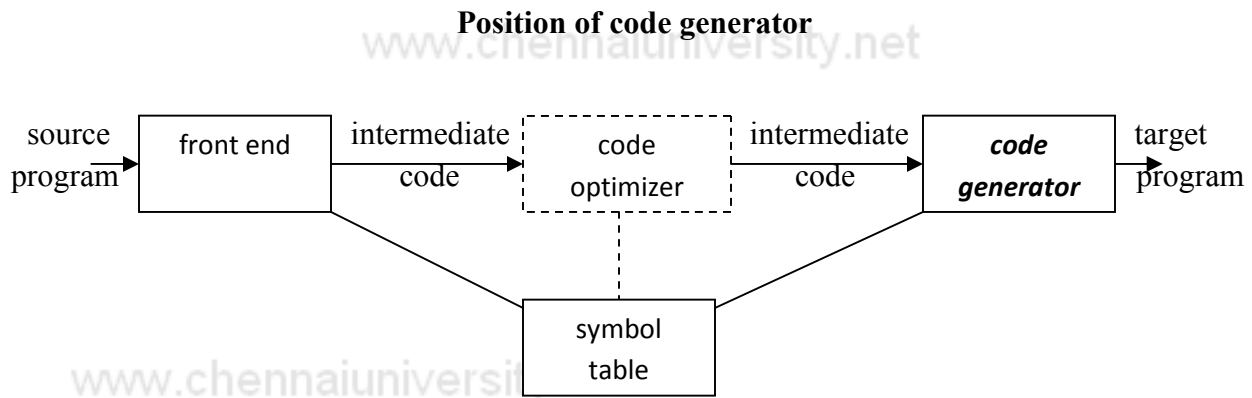 Position of code generator
www.chennaiuniversity.net
source
program
front end
intermediate
code
code
optimizer
intermediate
code
code
generator
target
program
symbol
table
www.chennaiuniversi